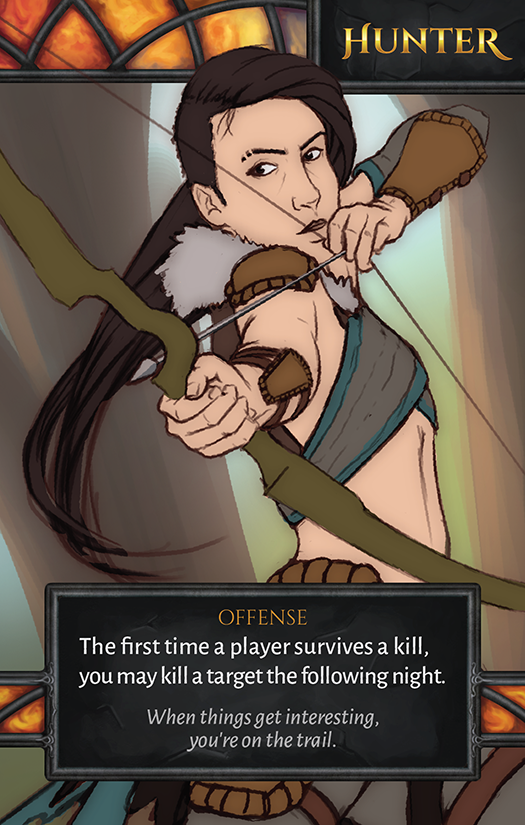 HUNTER
OFFENSE
The first time a player survives a kill,
you may kill a target the following night.
When things get interesting,
you're on the trail.